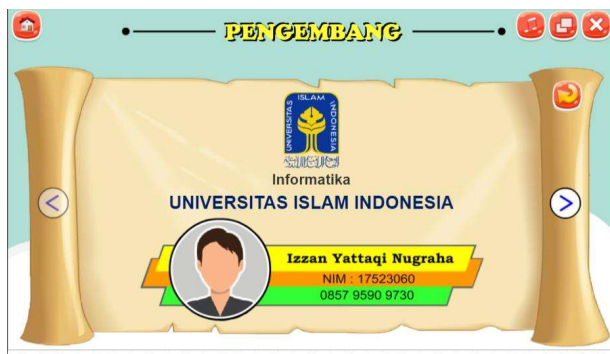 PENGEMBANG
UNIVERSITAS ISLAM INDONESIA
Informatika
UNIVERSITAS ISLAM INDONESIA
Izzan Yattaqi Nugraha
NIM : 17523060
0857 9590 9730